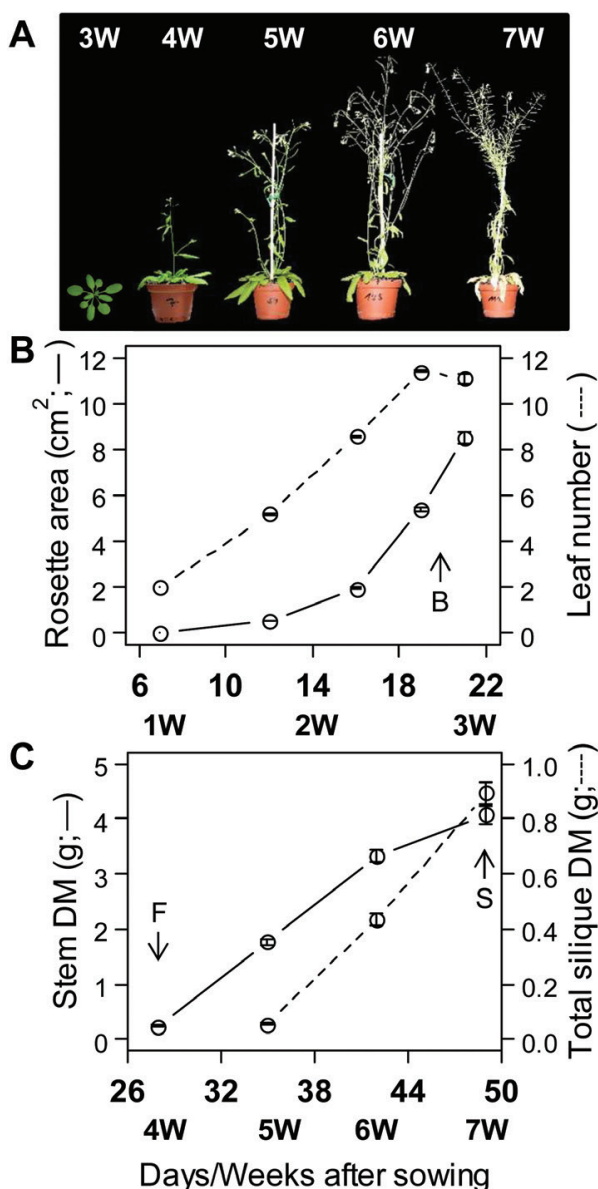 A
3W 4W 5W 6W 7W
B
Rosette area (cm²; —)
12
10
8
6
4
2
0
12
10
8
6
4
2
0
Leaf number (----)
B
6 10 14 18 22
1W 2W 3W
C
Stem DM (g; —)
5
4
3
2
1
0
1.0
0.8
0.6
0.4
0.2
0.0
Total silique DM (g;----)
F
S
26 32 38 44 50
4W 5W 6W 7W
Days/Weeks after sowing